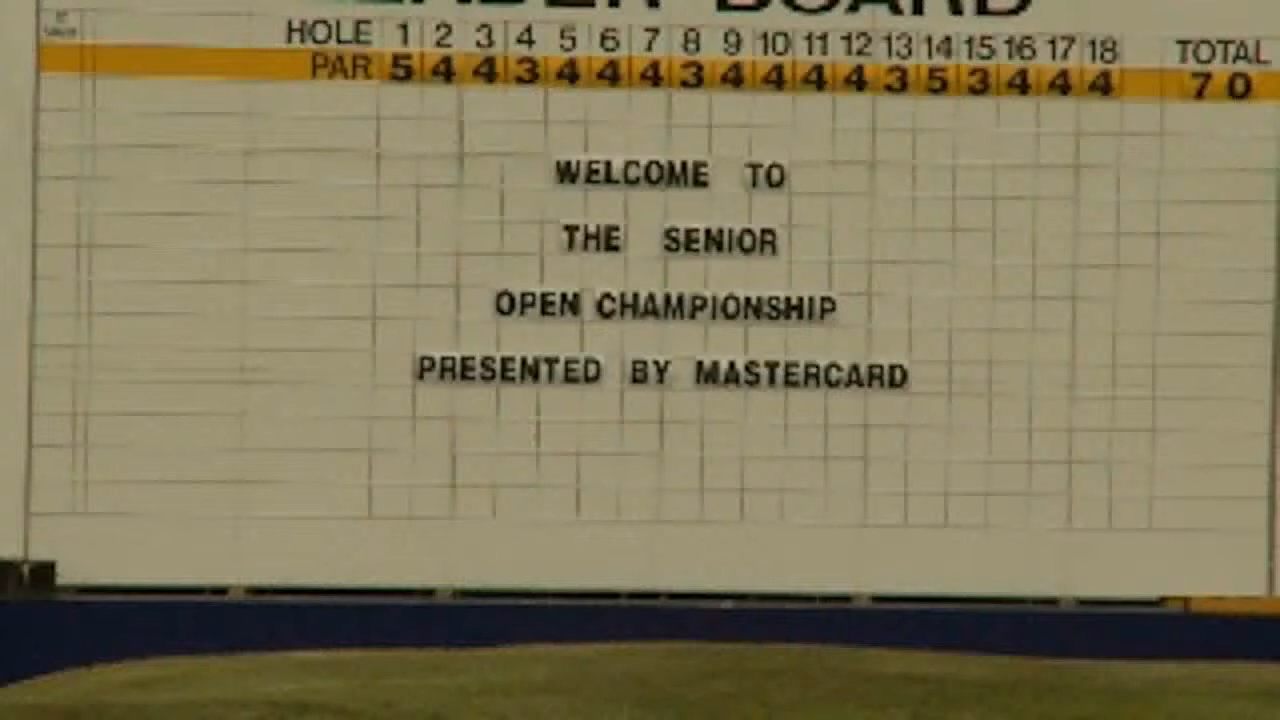 BOARD
HOLE 1 2 3 4 5 6 7 8 9 10 11 12 13 14 15 16 17 18 TOTAL
PAR 5 4 4 3 4 4 4 3 4 4 4 4 3 5 3 4 4 4 70
WELCOME TO
THE SENIOR
OPEN CHAMPIONSHIP
PRESENTED BY MASTERCARD